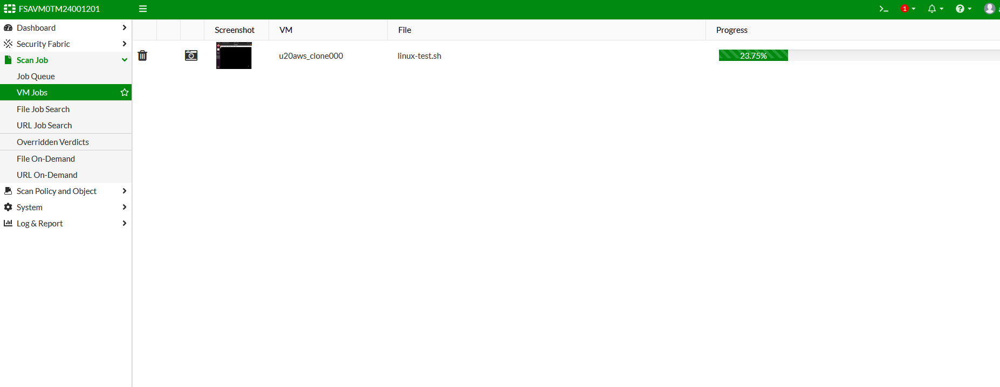 FSAVM0TM24001201
1
Dashboard
Security Fabric
Scan Job
Job Queue
VM Jobs
File Job Search
URL Job Search
Overridden Verdicts
File On-Demand
URL On-Demand
Scan Policy and Object
System
Log & Report
Screenshot VM File Progress
u20aws_clone000 linux-test.sh 23.75%